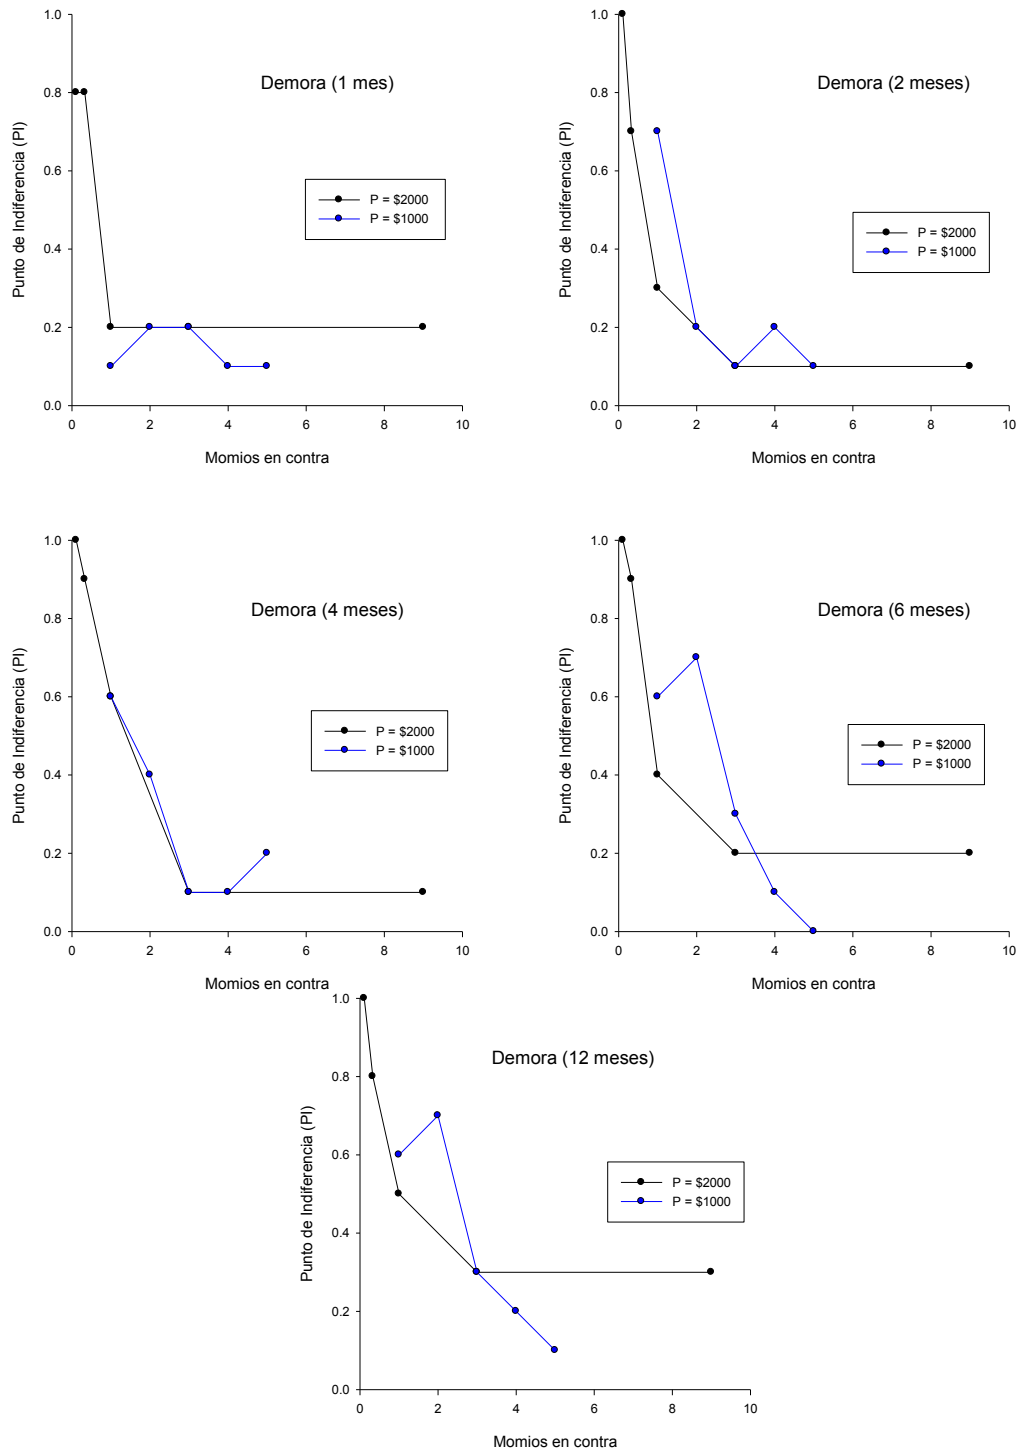 Demora (1 mes)
Punto de Indiferencia (PI)
1.0
0.8
0.6
0.4
0.2
0.0
P = $2000
P = $1000
0 2 4 6 8 10
Momios en contra
Demora (2 meses)
Punto de Indiferencia (PI)
1.0
0.8
0.6
0.4
0.2
0.0
P = $2000
P = $1000
0 2 4 6 8 10
Momios en contra
Demora (4 meses)
Punto de Indiferencia (PI)
1.0
0.8
0.6
0.4
0.2
0.0
P = $2000
P = $1000
0 2 4 6 8 10
Momios en contra
Demora (6 meses)
Punto de Indiferencia (PI)
1.0
0.8
0.6
0.4
0.2
0.0
P = $2000
P = $1000
0 2 4 6 8 10
Momios en contra
Demora (12 meses)
Punto de Indiferencia (PI)
1.0
0.8
0.6
0.4
0.2
0.0
P = $2000
P = $1000
0 2 4 6 8 10
Momios en contra